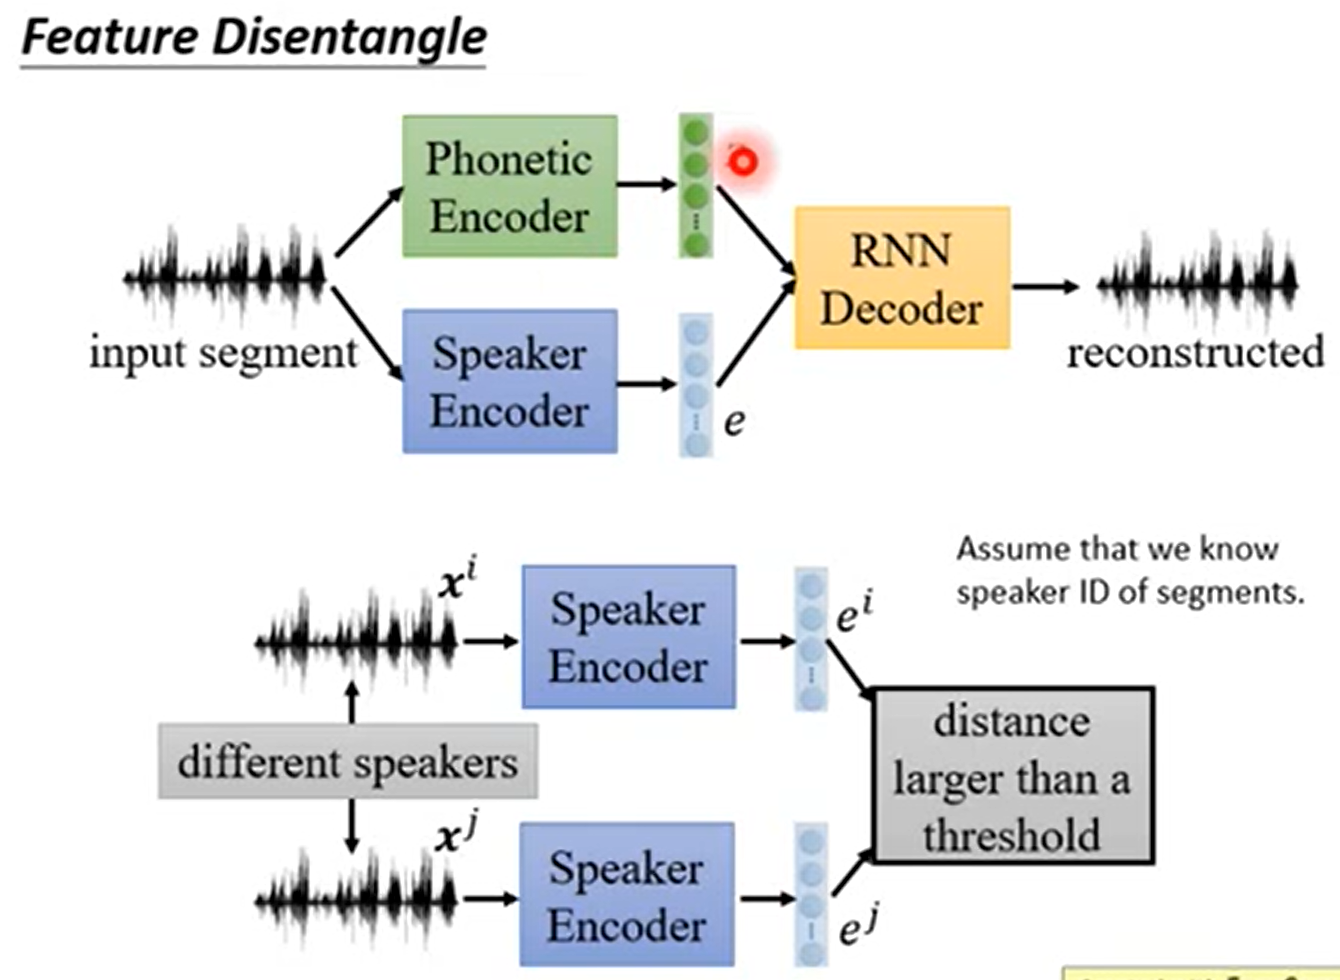 Feature Disentangle
Phonetic
Encoder
RNN
Decoder
input segment
reconstructed
Speaker
Encoder
e
Assume that we know
speaker ID of segments.
x^i
Speaker
Encoder
e^i
distance
larger than a
threshold
different speakers
x^j
Speaker
Encoder
e^j